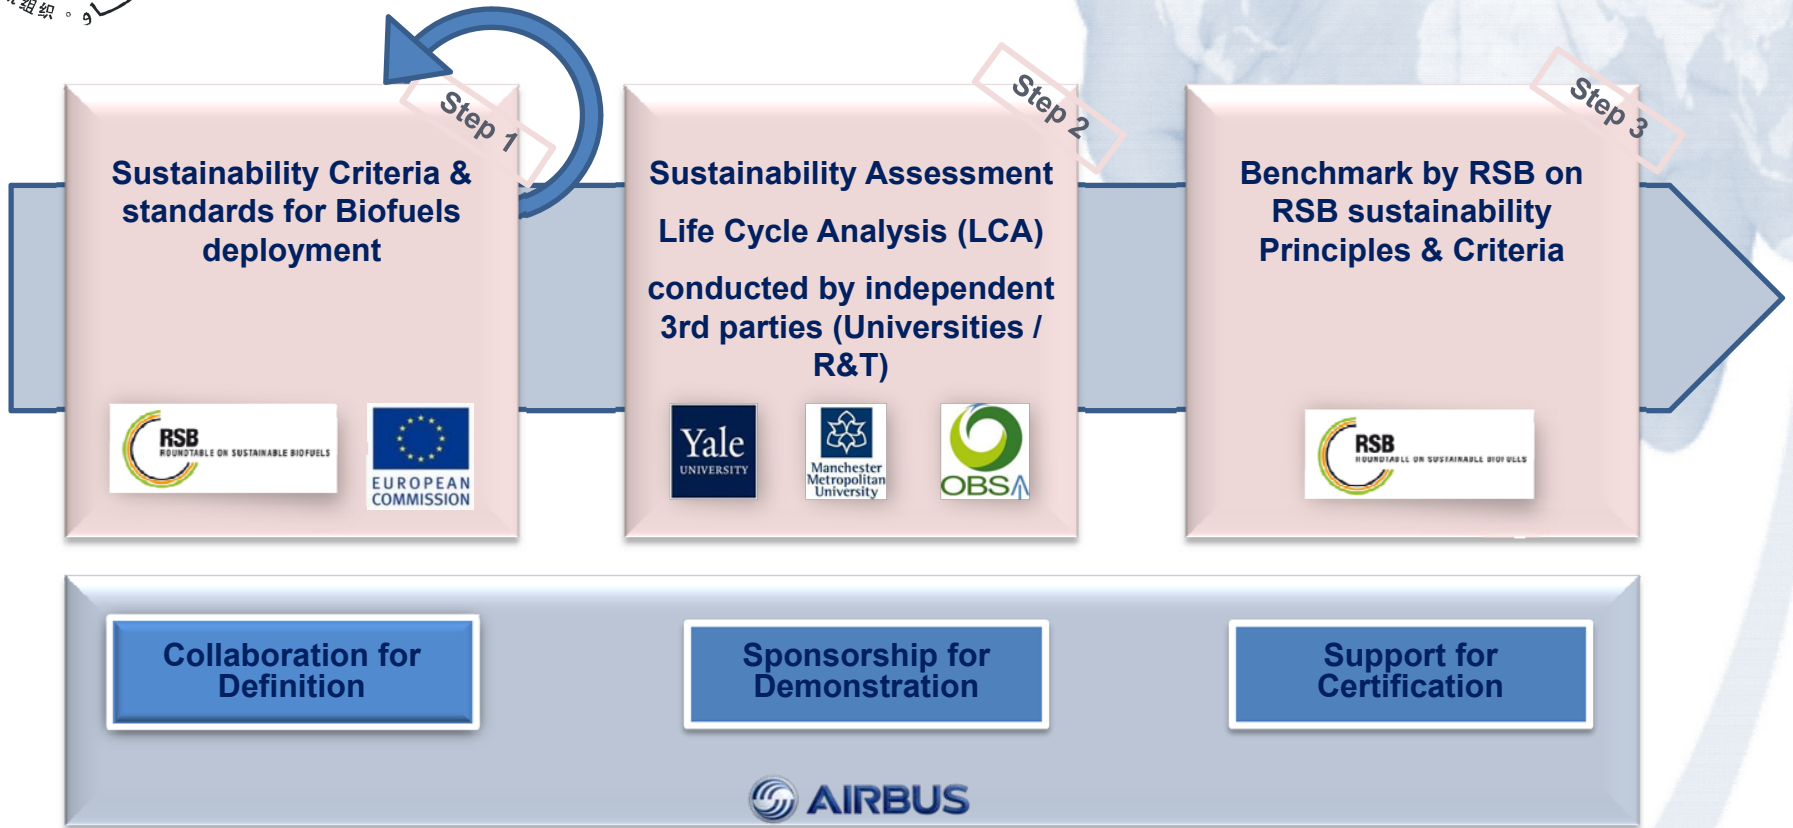 组织。
Step 1
Sustainability Criteria &
standards for Biofuels
deployment
RSB
ROUNDTABLE ON SUSTAINABLE BIOFUELS
EUROPEAN
COMMISSION
Step 2
Sustainability Assessment
Life Cycle Analysis (LCA)
conducted by independent
3rd parties (Universities /
R&T)
Yale
UNIVERSITY
Manchester
Metropolitan
University
OBSA
Step 3
Benchmark by RSB on
RSB sustainability
Principles & Criteria
RSB
ROUNDTABLE ON SUSTAINABLE BIOFUELS
Collaboration for
Definition
Sponsorship for
Demonstration
Support for
Certification
AIRBUS